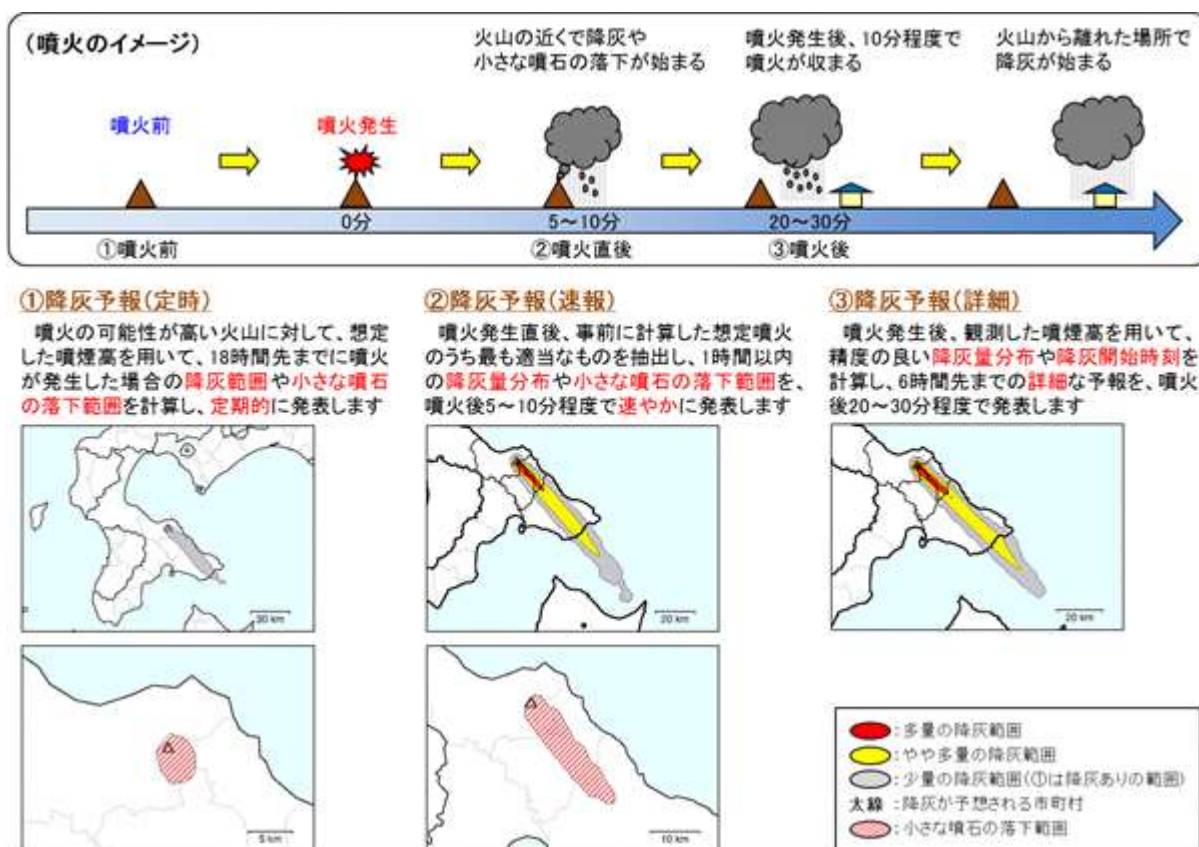 (噴火のイメージ)
火山の近くで降灰や
小さな噴石の落下が始まる
噴火発生後、10分程度で
噴火が収まる
火山から離れた場所で
降灰が始まる
噴火前
噴火発生
0分
5～10分
20～30分
①噴火前
②噴火直後
③噴火後
①降灰予報(定時)
噴火の可能性が高い火山に対して、想定
した噴煙高を用いて、18時間先までに噴火
が発生した場合の降灰範囲や小さな噴石
の落下範囲を計算し、定期的に発表します
30 km
5 km
②降灰予報(速報)
噴火発生直後、事前に計算した想定噴火
のうち最も適当なものを抽出し、1時間以内
の降灰量分布や小さな噴石の落下範囲を、
噴火後5～10分程度で速やかに発表します
20 km
10 km
③降灰予報(詳細)
噴火発生後、観測した噴煙高を用いて、
精度の良い降灰量分布や降灰開始時刻を
計算し、6時間先までの詳細な予報を、噴火
後20～30分程度で発表します
20 km
:多量の降灰範囲
:やや多量の降灰範囲
:少量の降灰範囲(①は降灰ありの範囲)
太線 :降灰が予想される市町村
:小さな噴石の落下範囲